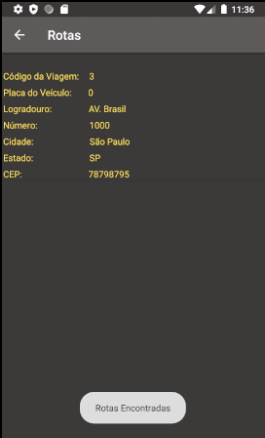 11:36
Rotas
Código da Viagem: 3
Placa do Veículo: 0
Logradouro: AV. Brasil
Número: 1000
Cidade: São Paulo
Estado: SP
CEP: 78798795
Rotas Encontradas